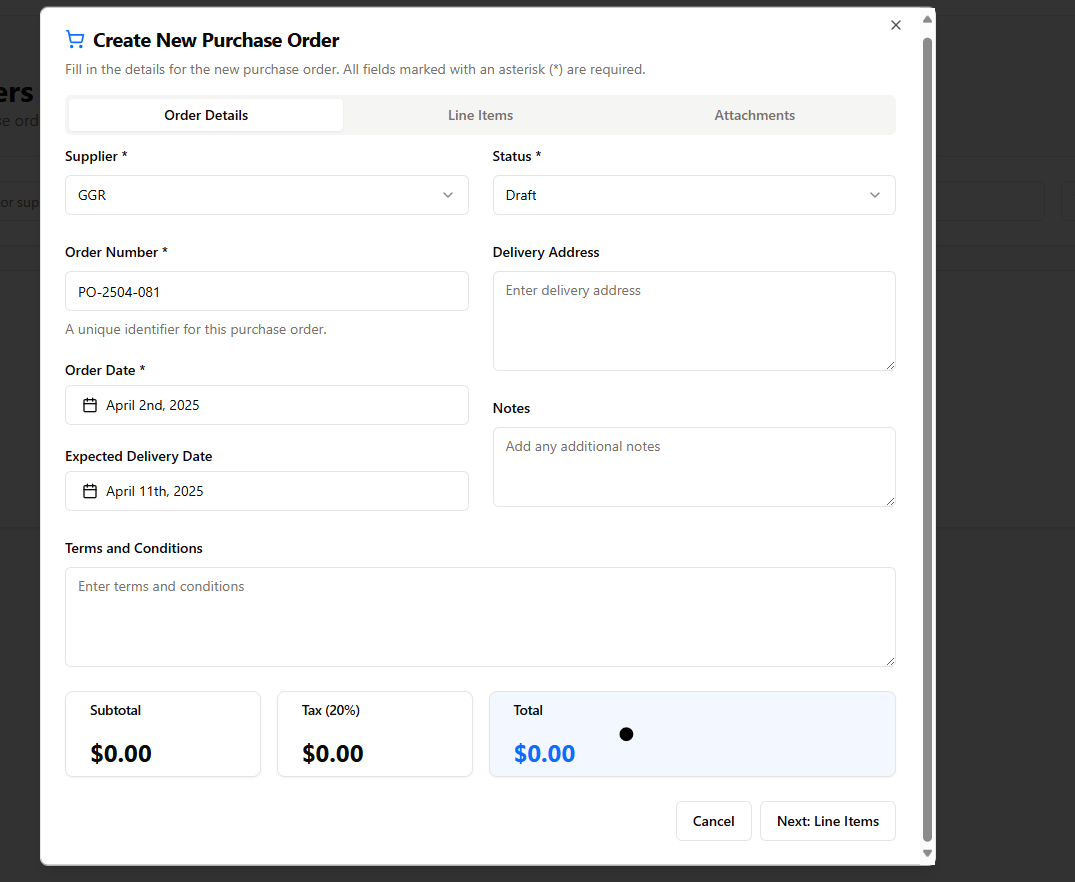 Create New Purchase Order
Fill in the details for the new purchase order. All fields marked with an asterisk (*) are required.
Order Details
Line Items
Attachments
Supplier *
GGR
Status *
Draft
Order Number *
PO-2504-081
A unique identifier for this purchase order.
Delivery Address
Enter delivery address
Order Date *
April 2nd, 2025
Notes
Add any additional notes
Expected Delivery Date
April 11th, 2025
Terms and Conditions
Enter terms and conditions
Subtotal
$0.00
Tax (20%)
$0.00
Total
$0.00
Cancel
Next: Line Items